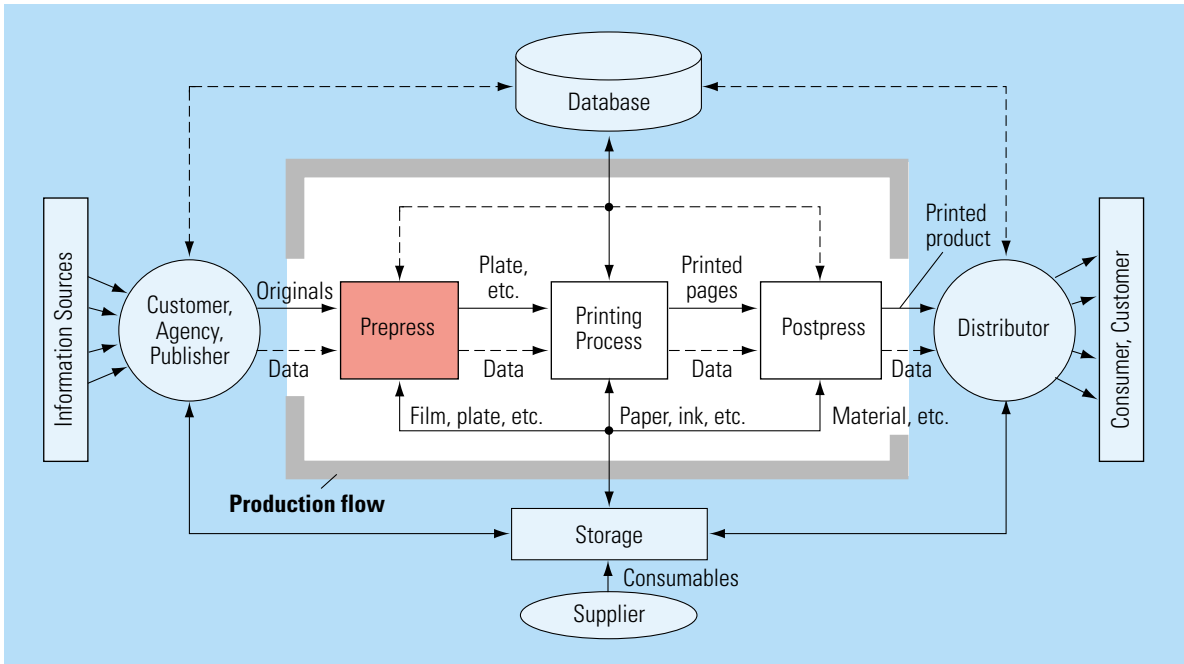 Database
Information Sources
Customer,
Agency,
Publisher
Originals
Data
Prepress
Plate,
etc.
Data
Printing
Process
Printed
pages
Data
Postpress
Printed
product
Data
Distributor
Consumer, Customer
Film, plate, etc.
Paper, ink, etc.
Material, etc.
Production flow
Storage
Consumables
Supplier